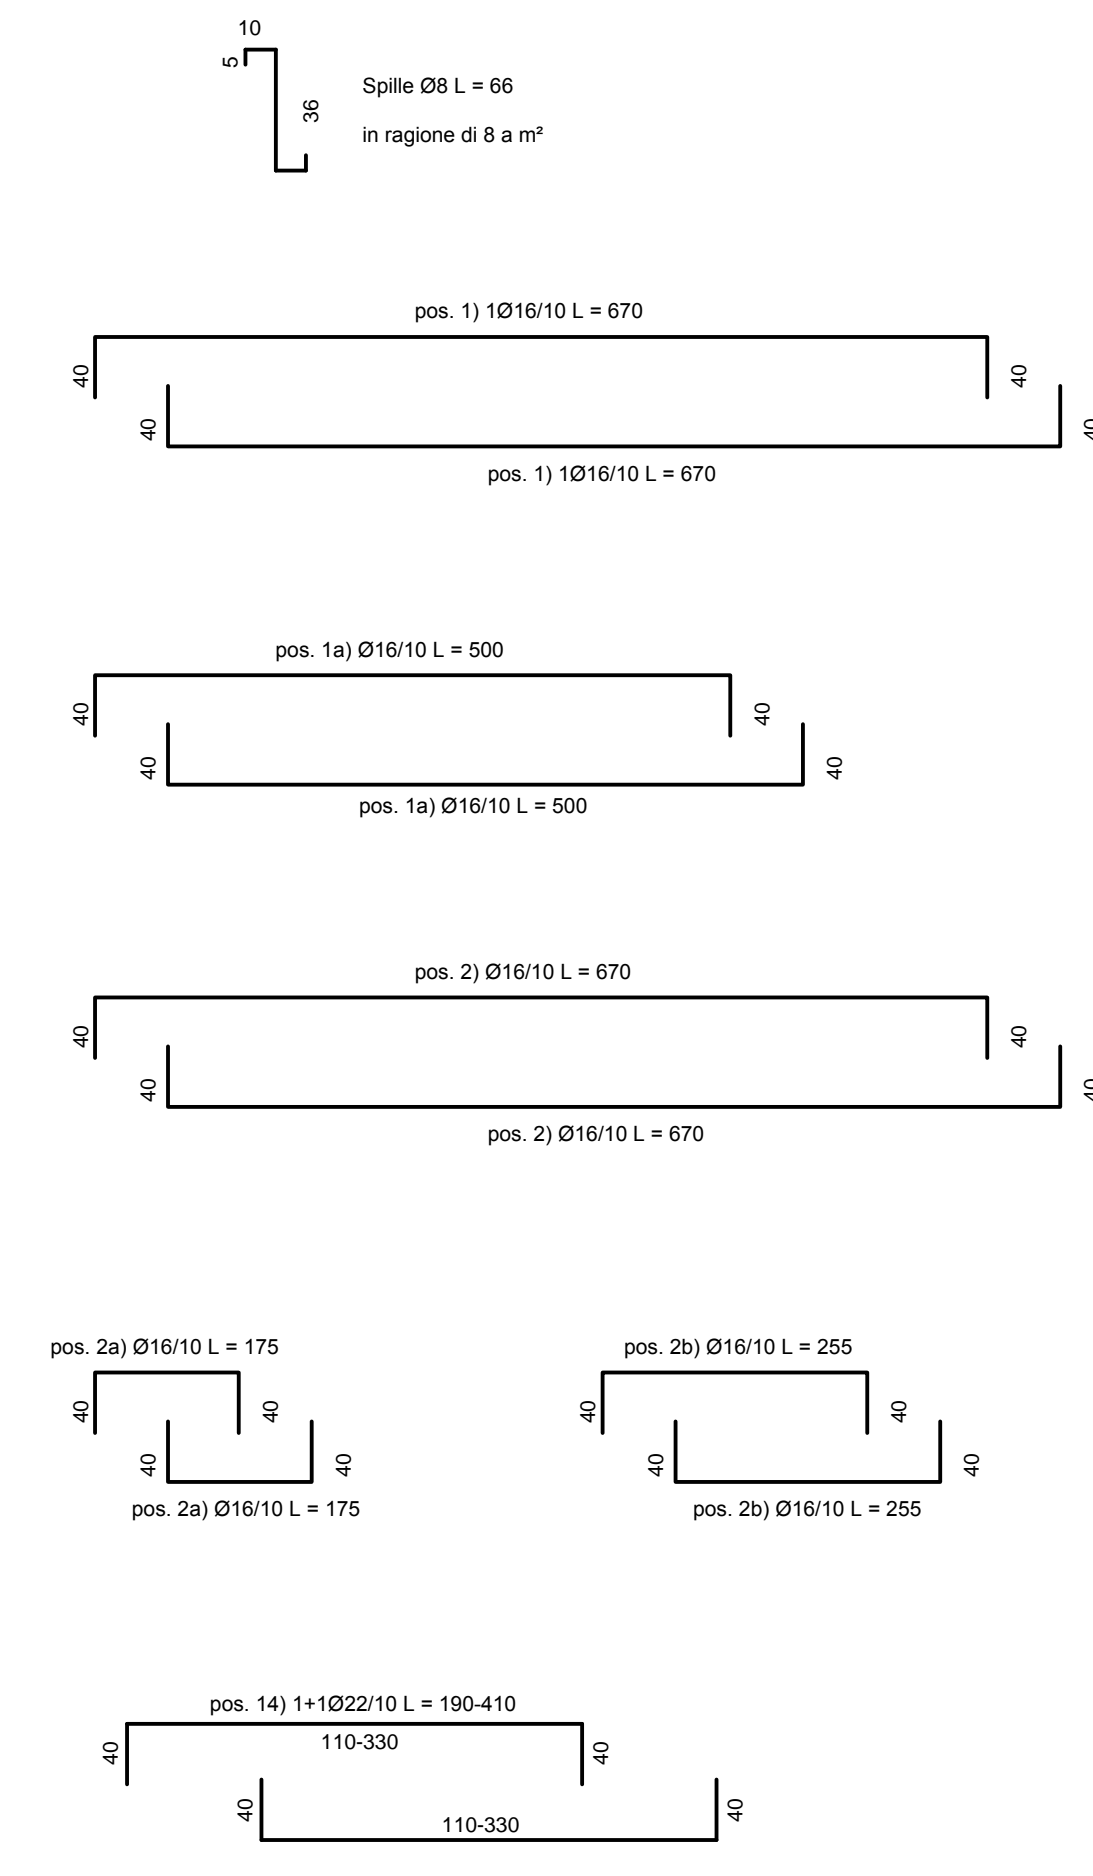 10
5
36
Spille Ø8 L = 66
in ragione di 8 a m²
pos. 1) 1Ø16/10 L = 670
40
40
40
40
pos. 1) 1Ø16/10 L = 670
pos. 1a) Ø16/10 L = 500
40
40
40
40
pos. 1a) Ø16/10 L = 500
pos. 2) Ø16/10 L = 670
40
40
40
40
pos. 2) Ø16/10 L = 670
pos. 2a) Ø16/10 L = 175
40
40
40
40
pos. 2a) Ø16/10 L = 175
pos. 2b) Ø16/10 L = 255
40
40
40
40
pos. 2b) Ø16/10 L = 255
pos. 14) 1+1Ø22/10 L = 190-410
110-330
40
40
40
40
110-330